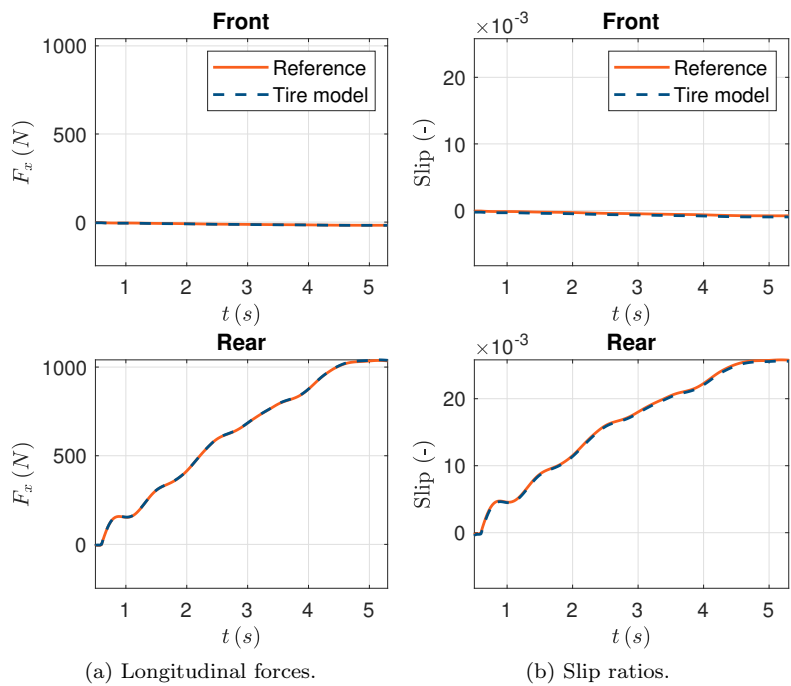 Front
1000
500
0
F_x (N)
1 2 3 4 5
t (s)
Reference
Tire model
Front
×10^-3
20
10
0
Slip (-)
1 2 3 4 5
t (s)
Reference
Tire model
Rear
1000
500
0
F_x (N)
1 2 3 4 5
t (s)
Rear
×10^-3
20
10
0
Slip (-)
1 2 3 4 5
t (s)
(a) Longitudinal forces.
(b) Slip ratios.